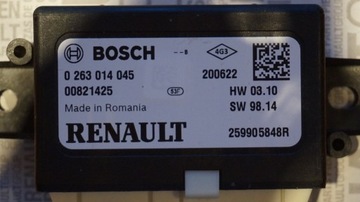 BOSCH
4G3
0 263 014 045
200622
00821425
53F
HW 03.10
Made in Romania
SW 98.14
RENAULT
259905848R